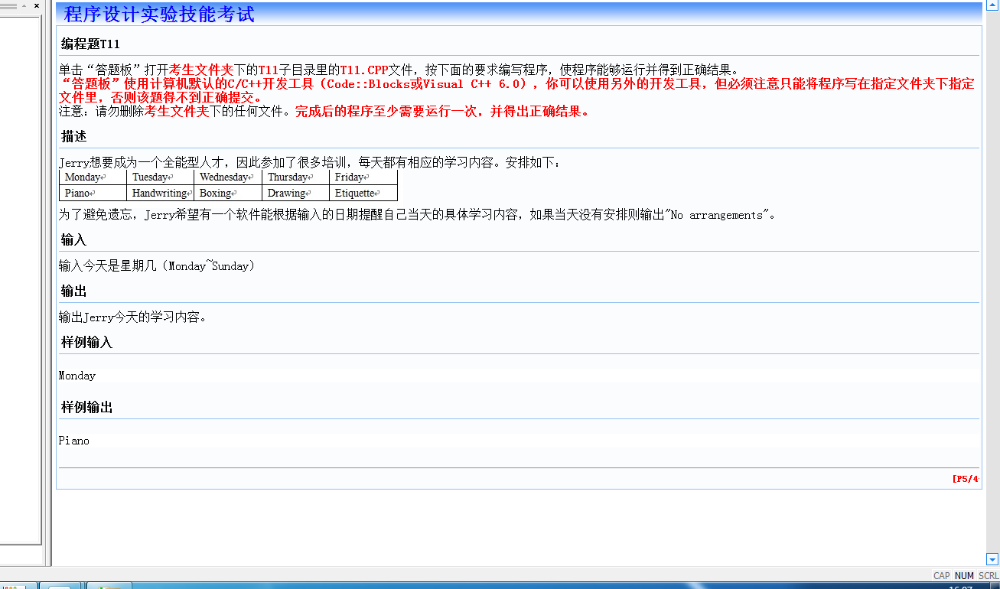 程序设计实验技能考试
编程题T11
单击“答题板”打开考生文件夹下的T11子目录里的T11.CPP文件，按下面的要求编写程序，使程序能够运行并得到正确结果。
“答题板”使用计算机默认的C/C++开发工具（Code::Blocks或Visual C++ 6.0），你可以使用另外的开发工具，但必须注意只能将程序写在指定文件夹下指定
文件里，否则该题得不到正确提交。
注意：请勿删除考生文件夹下的任何文件。完成后的程序至少需要运行一次，并得出正确结果。
描述
Jerry想要成为一个全能型人才，因此参加了很多培训，每天都有相应的学习内容。安排如下：
Monday↵ Tuesday↵ Wednesday↵ Thursday↵ Friday↵
Piano↵ Handwriting↵ Boxing↵ Drawing↵ Etiquette↵
为了避免遗忘，Jerry希望有一个软件能根据输入的日期提醒自己当天的具体学习内容，如果当天没有安排则输出"No arrangements"。
输入
输入今天是星期几（Monday~Sunday）
输出
输出Jerry今天的学习内容。
样例输入
Monday
样例输出
Piano
[P5/4
CAP NUM SCRL